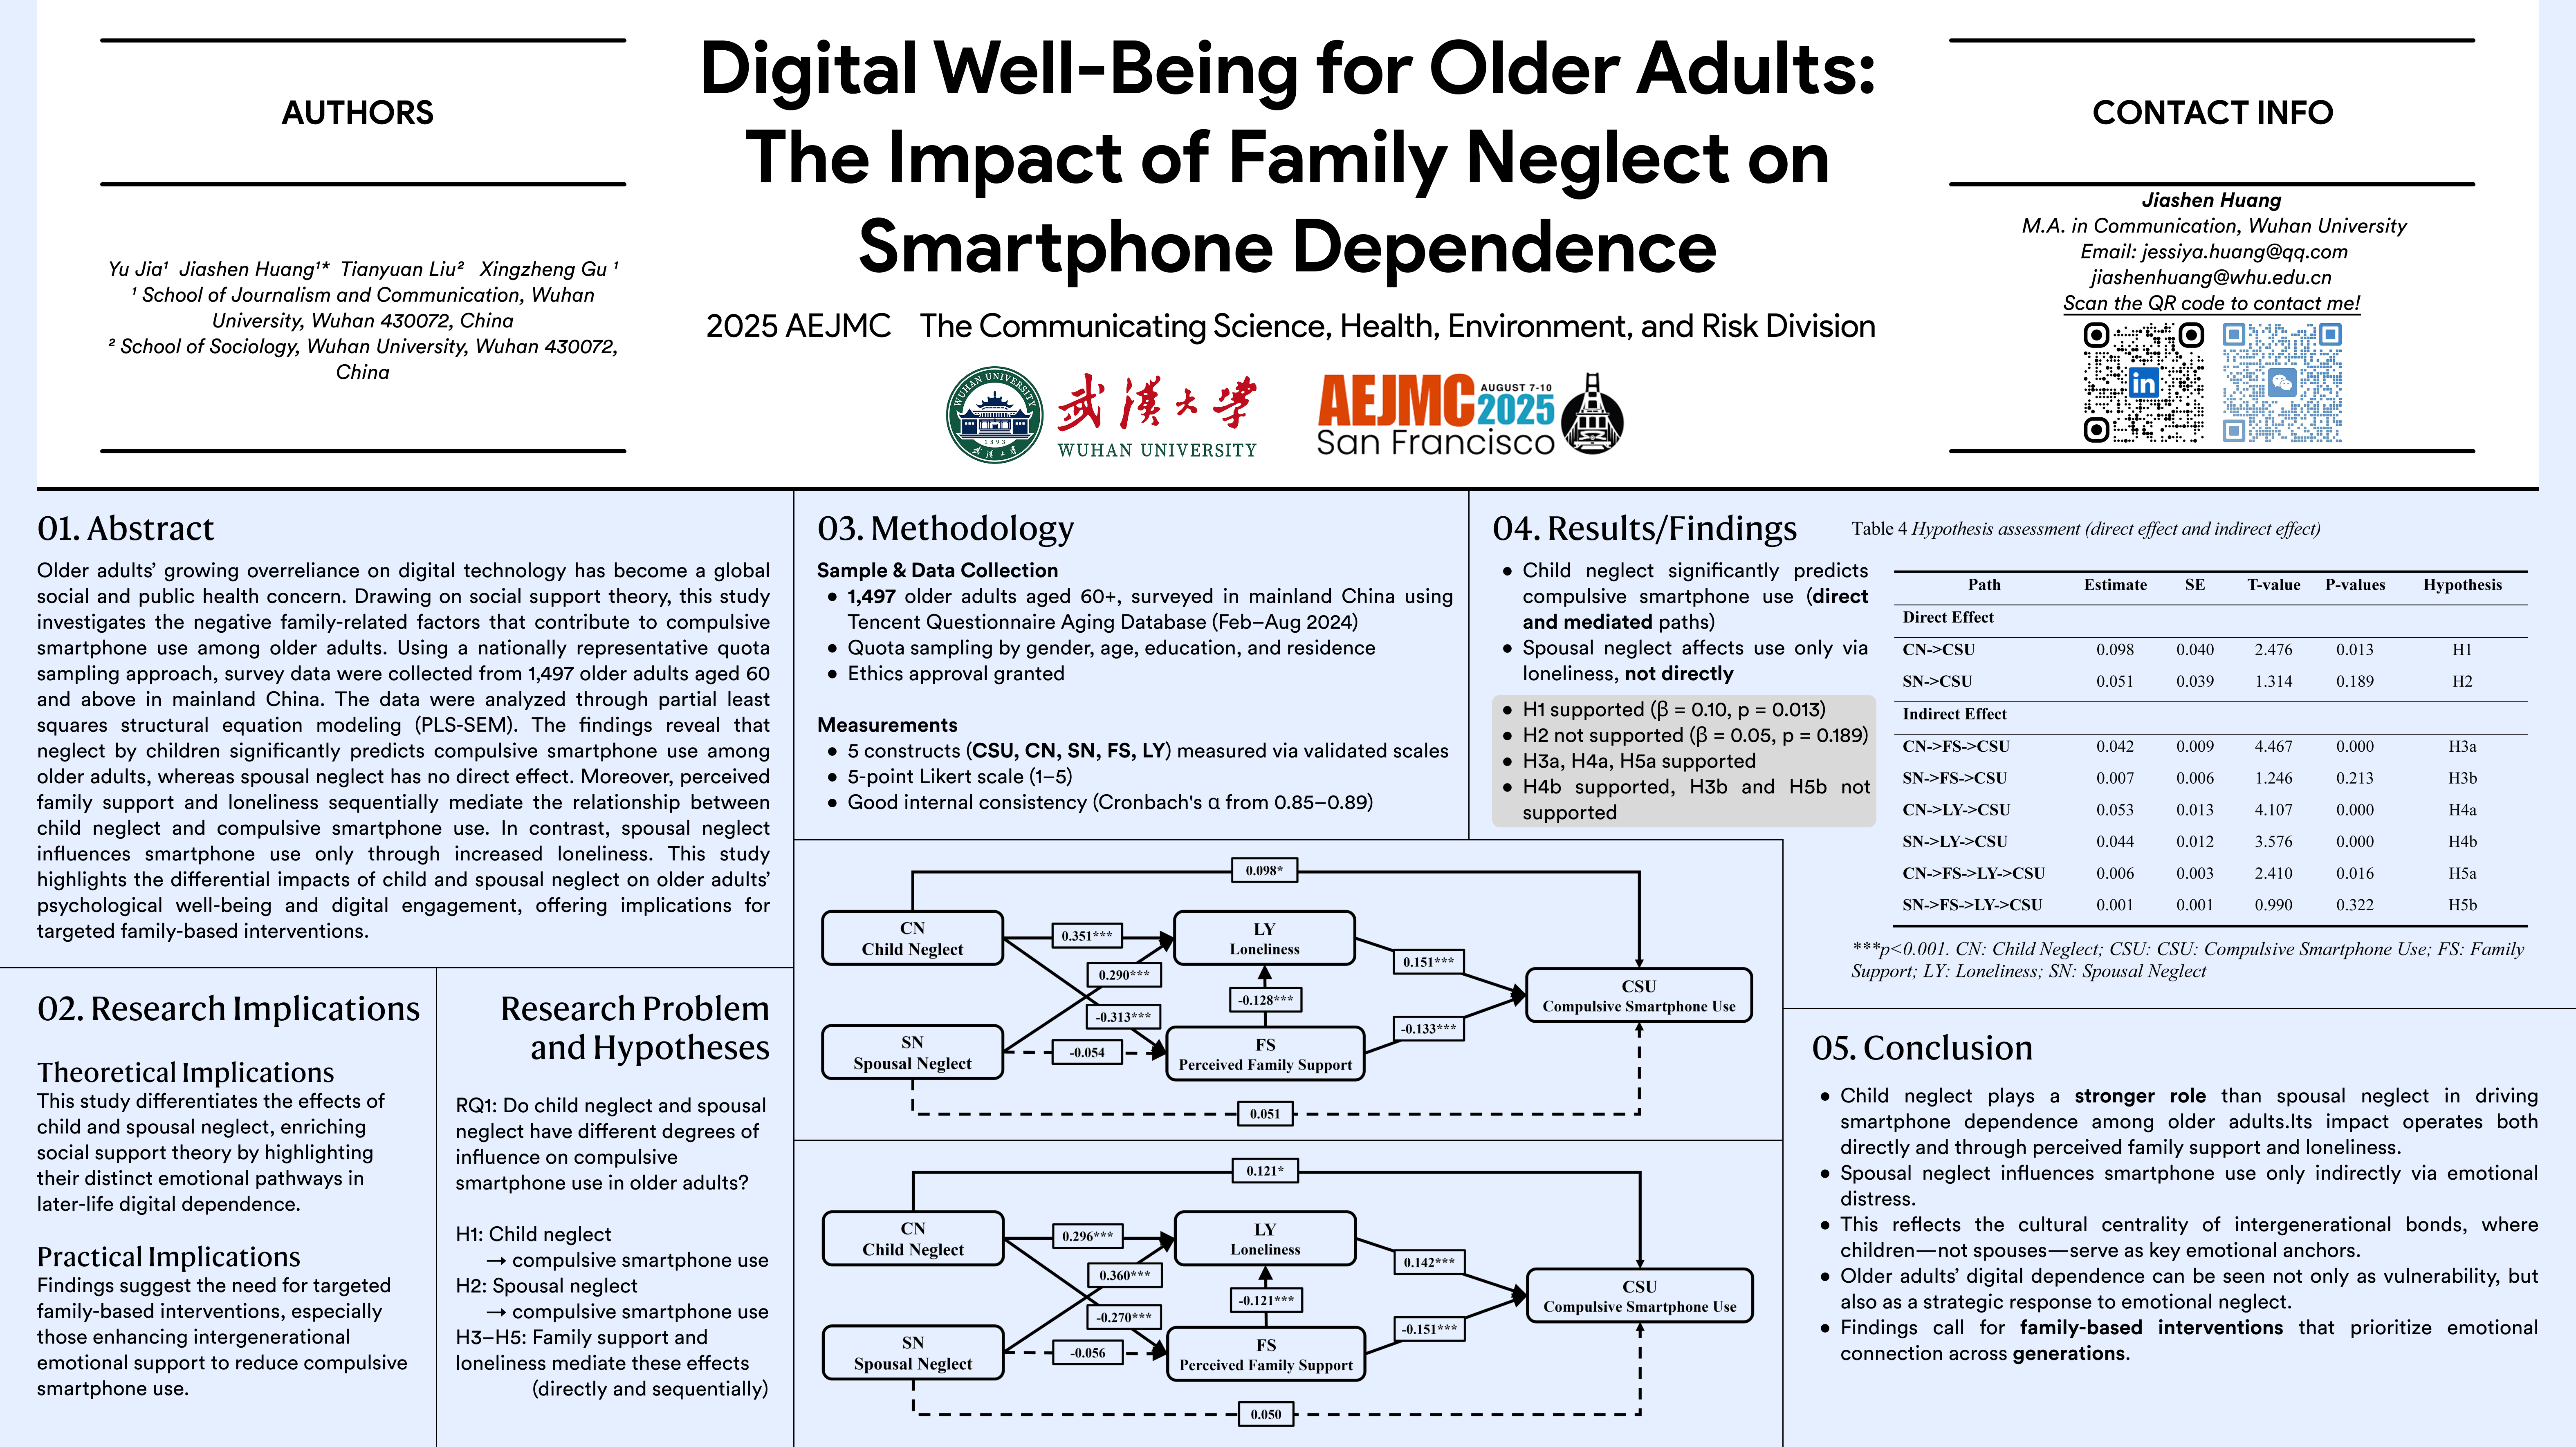 AUTHORS
Yu Jia¹ Jiashen Huang¹* Tianyuan Liu² Xingzheng Gu ¹
¹ School of Journalism and Communication, Wuhan
University, Wuhan 430072, China
² School of Sociology, Wuhan University, Wuhan 430072,
China
Digital Well-Being for Older Adults:
The Impact of Family Neglect on
Smartphone Dependence
2025 AEJMC The Communicating Science, Health, Environment, and Risk Division
WUHAN UNIVERSITY
1893
武汉大学
武漢大學
WUHAN UNIVERSITY
AEJMC
AUGUST 7-10
2025
San Francisco
CONTACT INFO
Jiashen Huang
M.A. in Communication, Wuhan University
Email: jessiya.huang@qq.com
jiashenhuang@whu.edu.cn
Scan the QR code to contact me!
in
01. Abstract
Older adults’ growing overreliance on digital technology has become a global
social and public health concern. Drawing on social support theory, this study
investigates the negative family-related factors that contribute to compulsive
smartphone use among older adults. Using a nationally representative quota
sampling approach, survey data were collected from 1,497 older adults aged 60
and above in mainland China. The data were analyzed through partial least
squares structural equation modeling (PLS-SEM). The findings reveal that
neglect by children significantly predicts compulsive smartphone use among
older adults, whereas spousal neglect has no direct effect. Moreover, perceived
family support and loneliness sequentially mediate the relationship between
child neglect and compulsive smartphone use. In contrast, spousal neglect
influences smartphone use only through increased loneliness. This study
highlights the differential impacts of child and spousal neglect on older adults’
psychological well-being and digital engagement, offering implications for
targeted family-based interventions.
02. Research Implications
Theoretical Implications
This study differentiates the effects of
child and spousal neglect, enriching
social support theory by highlighting
their distinct emotional pathways in
later-life digital dependence.
Practical Implications
Findings suggest the need for targeted
family-based interventions, especially
those enhancing intergenerational
emotional support to reduce compulsive
smartphone use.
Research Problem
and Hypotheses
RQ1: Do child neglect and spousal
neglect have different degrees of
influence on compulsive
smartphone use in older adults?
H1: Child neglect
→ compulsive smartphone use
H2: Spousal neglect
→ compulsive smartphone use
H3–H5: Family support and
loneliness mediate these effects
(directly and sequentially)
03. Methodology
Sample & Data Collection
● 1,497 older adults aged 60+, surveyed in mainland China using
Tencent Questionnaire Aging Database (Feb–Aug 2024)
● Quota sampling by gender, age, education, and residence
● Ethics approval granted
Measurements
● 5 constructs (CSU, CN, SN, FS, LY) measured via validated scales
● 5-point Likert scale (1–5)
● Good internal consistency (Cronbach's α from 0.85–0.89)
0.098*
CN
Child Neglect
0.351***
LY
Loneliness
0.290***
0.151***
-0.128***
CSU
Compulsive Smartphone Use
-0.313***
-0.133***
SN
Spousal Neglect
-0.054
FS
Perceived Family Support
0.051
0.121*
CN
Child Neglect
0.296***
LY
Loneliness
0.360***
0.142***
-0.121***
CSU
Compulsive Smartphone Use
-0.270***
-0.151***
SN
Spousal Neglect
-0.056
FS
Perceived Family Support
0.050
04. Results/Findings
● Child neglect significantly predicts
compulsive smartphone use (direct
and mediated paths)
● Spousal neglect affects use only via
loneliness, not directly
● H1 supported (β = 0.10, p = 0.013)
● H2 not supported (β = 0.05, p = 0.189)
● H3a, H4a, H5a supported
● H4b supported, H3b and H5b not
supported
Table 4 Hypothesis assessment (direct effect and indirect effect)
Path Estimate SE T-value P-values Hypothesis
Direct Effect
CN->CSU 0.098 0.040 2.476 0.013 H1
SN->CSU 0.051 0.039 1.314 0.189 H2
Indirect Effect
CN->FS->CSU 0.042 0.009 4.467 0.000 H3a
SN->FS->CSU 0.007 0.006 1.246 0.213 H3b
CN->LY->CSU 0.053 0.013 4.107 0.000 H4a
SN->LY->CSU 0.044 0.012 3.576 0.000 H4b
CN->FS->LY->CSU 0.006 0.003 2.410 0.016 H5a
SN->FS->LY->CSU 0.001 0.001 0.990 0.322 H5b
***p<0.001. CN: Child Neglect; CSU: CSU: Compulsive Smartphone Use; FS: Family
Support; LY: Loneliness; SN: Spousal Neglect
05. Conclusion
● Child neglect plays a stronger role than spousal neglect in driving
smartphone dependence among older adults.Its impact operates both
directly and through perceived family support and loneliness.
● Spousal neglect influences smartphone use only indirectly via emotional
distress.
● This reflects the cultural centrality of intergenerational bonds, where
children—not spouses—serve as key emotional anchors.
● Older adults’ digital dependence can be seen not only as vulnerability, but
also as a strategic response to emotional neglect.
● Findings call for family-based interventions that prioritize emotional
connection across generations.